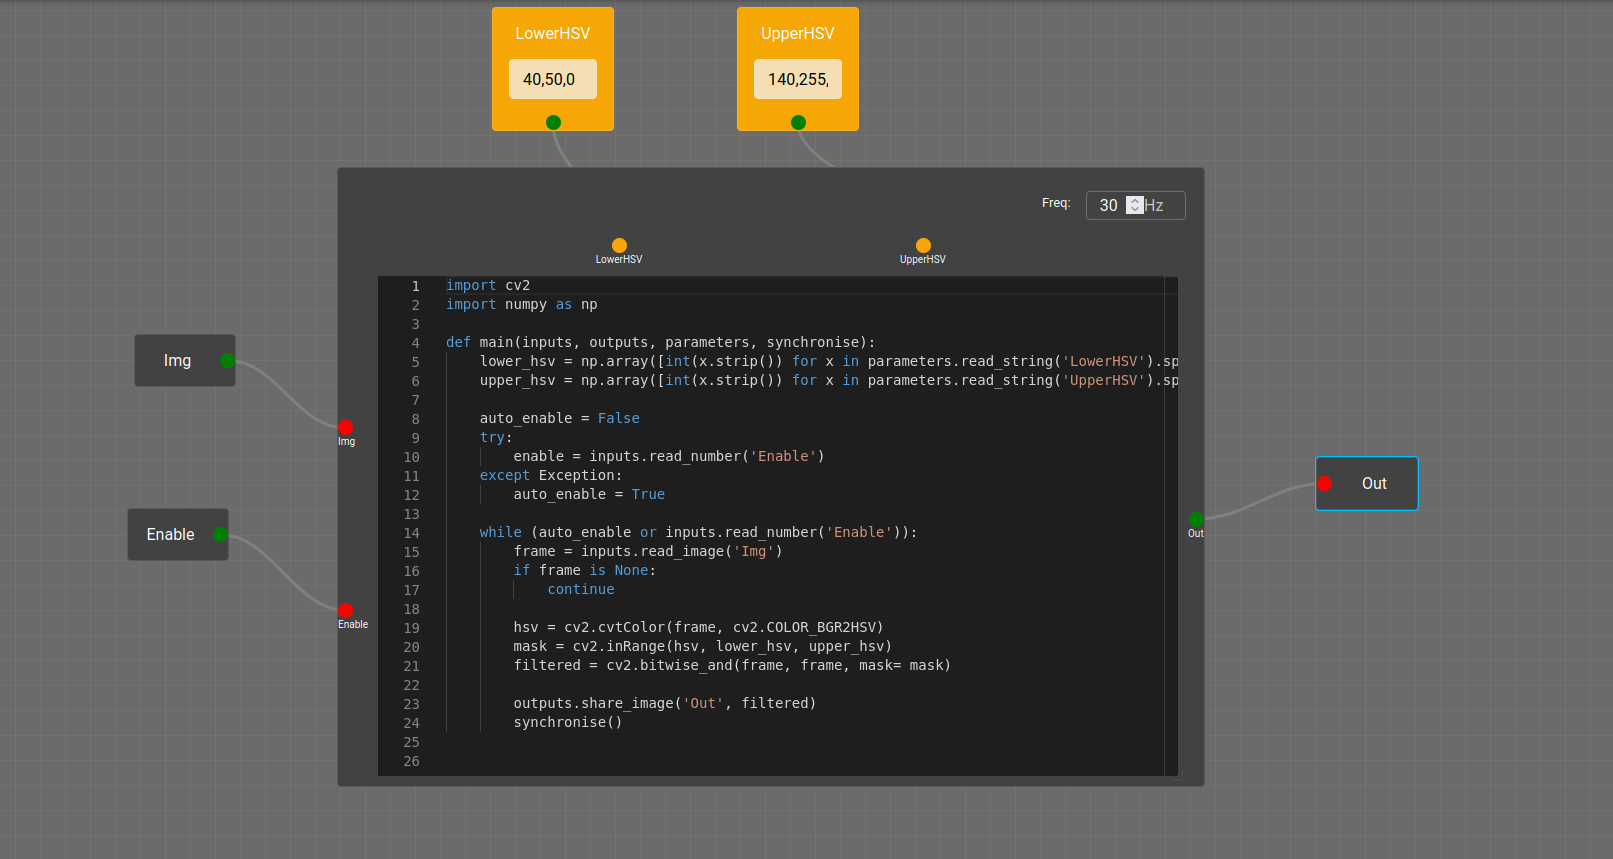 LowerHSV
UpperHSV
40,50,0
140,255,
Freq:
30
Hz
LowerHSV
UpperHSV
1 import cv2
2 import numpy as np
3
4 def main(inputs, outputs, parameters, synchronise):
5 lower_hsv = np.array([int(x.strip()) for x in parameters.read_string('LowerHSV').sp
6 upper_hsv = np.array([int(x.strip()) for x in parameters.read_string('UpperHSV').sp
7
8 auto_enable = False
9 try:
10 enable = inputs.read_number('Enable')
11 except Exception:
12 auto_enable = True
13
14 while (auto_enable or inputs.read_number('Enable')):
15 frame = inputs.read_image('Img')
16 if frame is None:
17 continue
18
19 hsv = cv2.cvtColor(frame, cv2.COLOR_BGR2HSV)
20 mask = cv2.inRange(hsv, lower_hsv, upper_hsv)
21 filtered = cv2.bitwise_and(frame, frame, mask= mask)
22
23 outputs.share_image('Out', filtered)
24 synchronise()
25
26
Img
Img
Enable
Enable
Out
Out